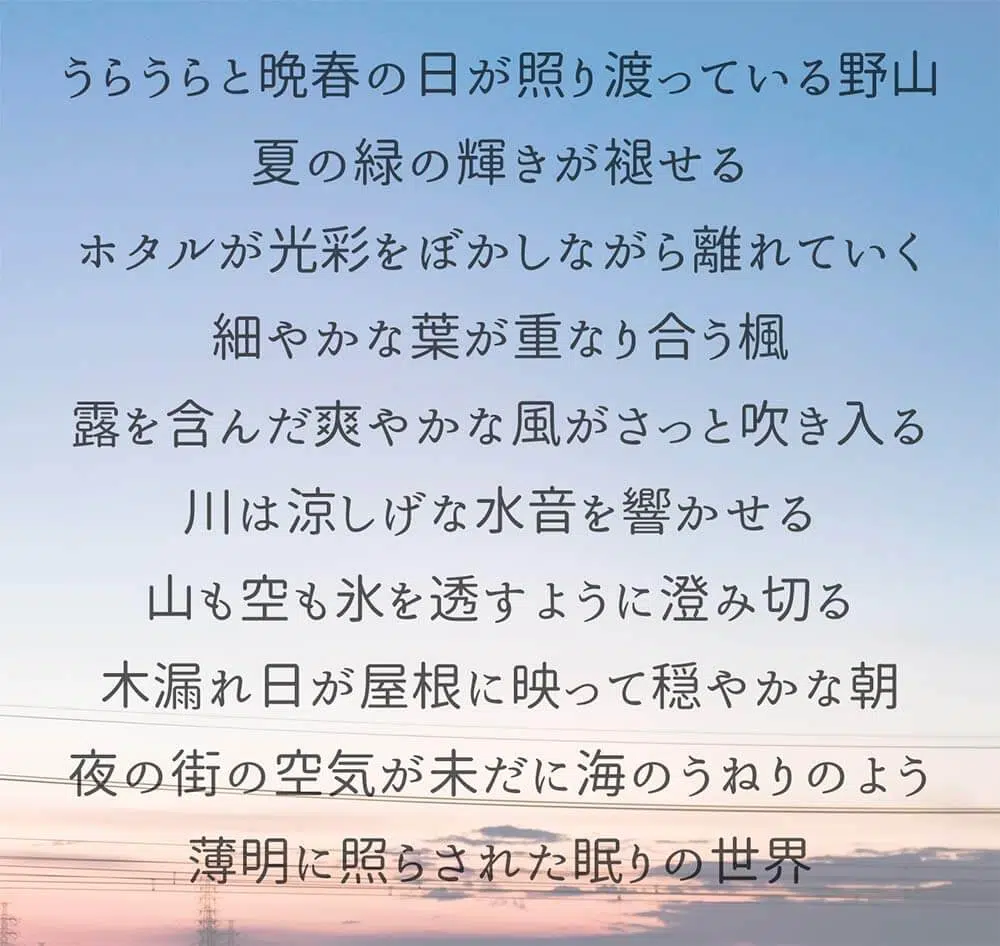 うらうらと晩春の日が照り渡っている野山
夏の緑の輝きが褪せる
ホタルが光彩をぼかしながら離れていく
細やかな葉が重なり合う楓
露を含んだ爽やかな風がさっと吹き入る
川は涼しげな水音を響かせる
山も空も氷を透すように澄み切る
木漏れ日が屋根に映って穏やかな朝
夜の街の空気が未だに海のうねりのよう
薄明に照らされた眠りの世界